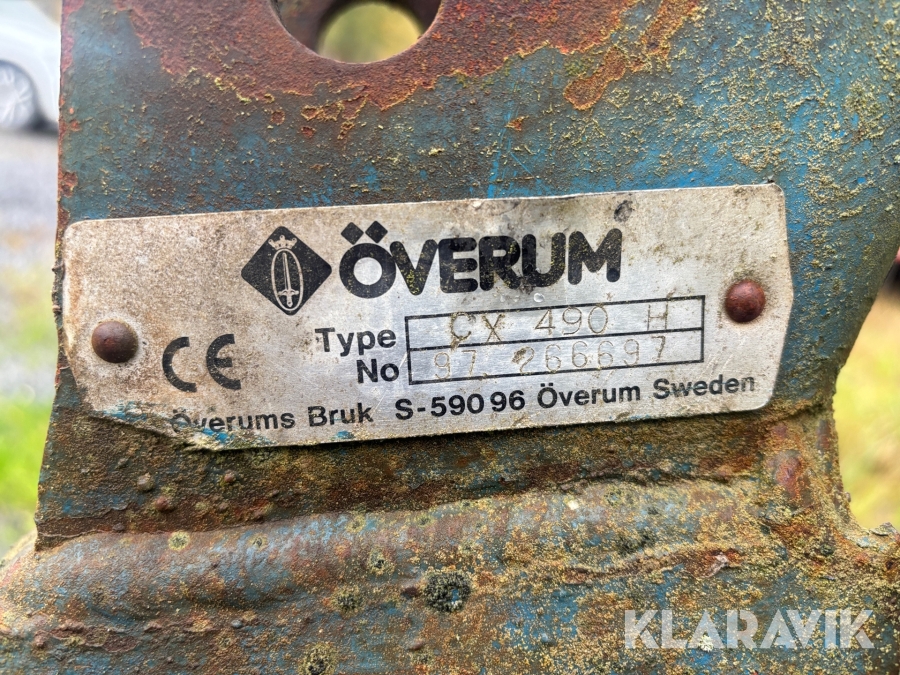 ÖVERUM
CE
Type CX 490 H
No 97. 266697
Överums Bruk S-590 96 Överum Sweden
KLARAVIK